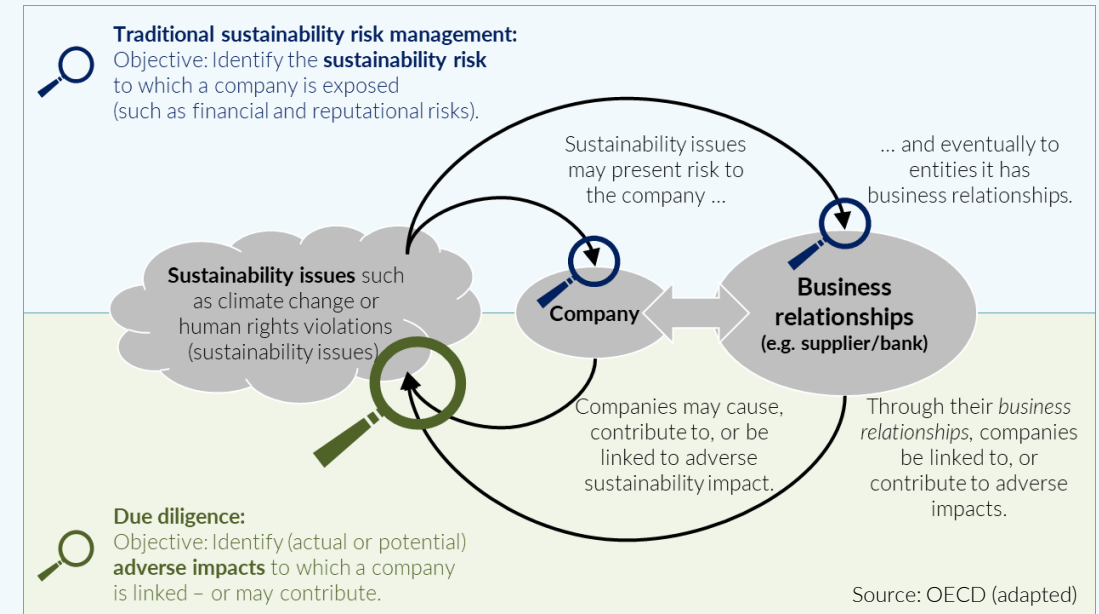 Traditional sustainability risk management:
Objective: Identify the sustainability risk
to which a company is exposed
(such as financial and reputational risks).
Sustainability issues
may present risk to
the company ...
... and eventually to
entities it has
business relationships.
Sustainability issues such
as climate change or
human rights violations
(sustainability issues)
Company
Business
relationships
(e.g. supplier/bank)
Companies may cause,
contribute to, or be
linked to adverse
sustainability impact.
Through their business
relationships, companies
be linked to, or
contribute to adverse
impacts.
Due diligence:
Objective: Identify (actual or potential)
adverse impacts to which a company
is linked – or may contribute.
Source: OECD (adapted)